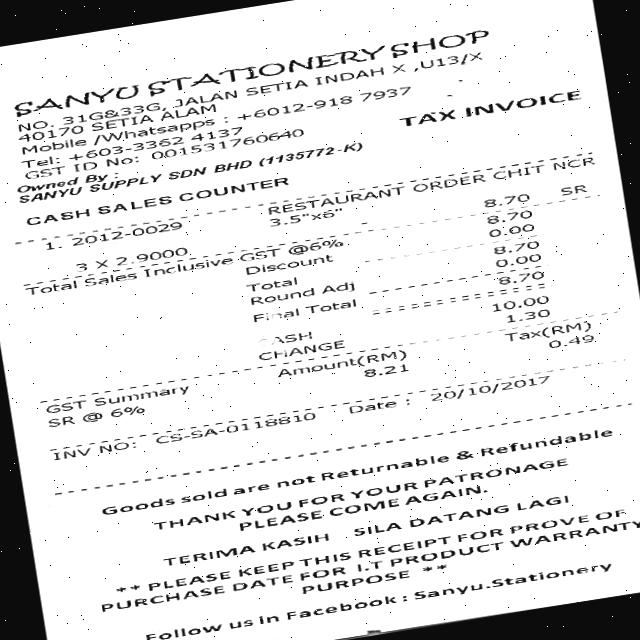 SANYU STATIONERY SHOP
NO. 31G&33G, JALAN SETIA INDAH X ,U13/X
40170 SETIA ALAM
Mobile /Whatsapps : +6012-918 7937
Tel: +603-3362 4137
GST ID No: 001531760640
TAX INVOICE
Owned By :
SANYU SUPPLY SDN BHD (1135772-K)
CASH SALES COUNTER
1. 2012-0029 RESTAURANT ORDER CHIT NCR
3.5"x6"
3 X 2.9000 8.70 SR
Total Sales Inclusive GST @6% 8.70
Discount 0.00
Total 8.70
Round Adj 0.00
Final Total 8.70
CASH 10.00
CHANGE 1.30
GST Summary Amount(RM) Tax(RM)
SR @ 6% 8.21 0.49
INV NO: CS-SA-0118810 Date : 20/10/2017
Goods sold are not Returnable & Refundable
THANK YOU FOR YOUR PATRONAGE
PLEASE COME AGAIN.
TERIMA KASIH SILA DATANG LAGI
** PLEASE KEEP THIS RECEIPT FOR PROVE OF
PURCHASE DATE FOR I.T PRODUCT WARRANTY
PURPOSE **
Follow us in Facebook : Sanyu.Stationery